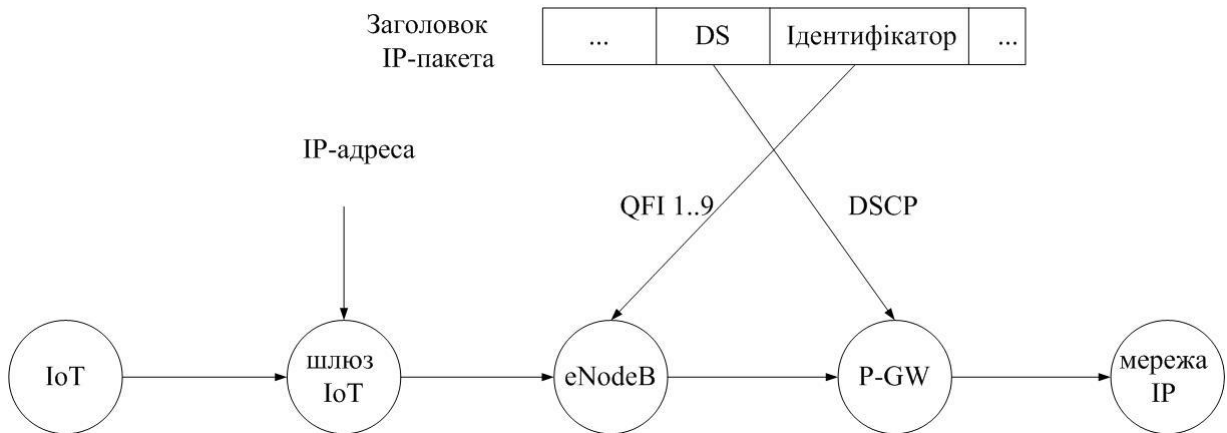 Заголовок
IP-пакета
... DS Ідентифікатор ...
IP-адреса
QFI 1..9 DSCP
IoT
шлюз
IoT
eNodeB
P-GW
мережа
IP